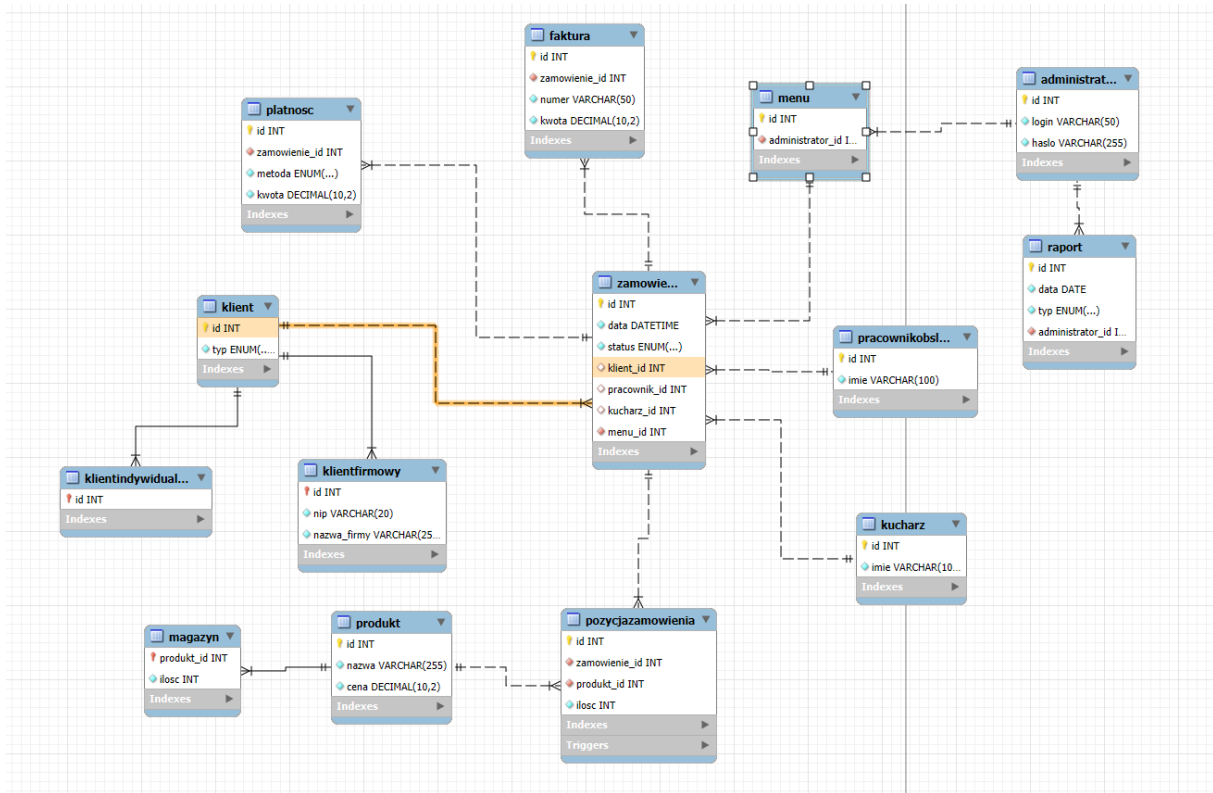 faktura
id INT
zamowienie_id INT
numer VARCHAR(50)
kwota DECIMAL(10,2)
Indexes
platnosc
id INT
zamowienie_id INT
metoda ENUM(...)
kwota DECIMAL(10,2)
Indexes
menu
id INT
administrator_id I...
Indexes
administrat...
id INT
login VARCHAR(50)
haslo VARCHAR(255)
Indexes
raport
id INT
data DATE
typ ENUM(...)
administrator_id I...
Indexes
klient
id INT
typ ENUM(.....
Indexes
zamowie...
id INT
data DATETIME
status ENUM(...)
klient_id INT
pracownik_id INT
kucharz_id INT
menu_id INT
Indexes
pracownikobsl...
id INT
imie VARCHAR(100)
Indexes
klientindywidual...
id INT
Indexes
klientfirmowy
id INT
nip VARCHAR(20)
nazwa_firmy VARCHAR(25...
Indexes
kucharz
id INT
imie VARCHAR(10...
Indexes
magazyn
produkt_id INT
ilosc INT
Indexes
produkt
id INT
nazwa VARCHAR(255)
cena DECIMAL(10,2)
Indexes
pozycjazamowienia
id INT
zamowienie_id INT
produkt_id INT
ilosc INT
Indexes
Triggers